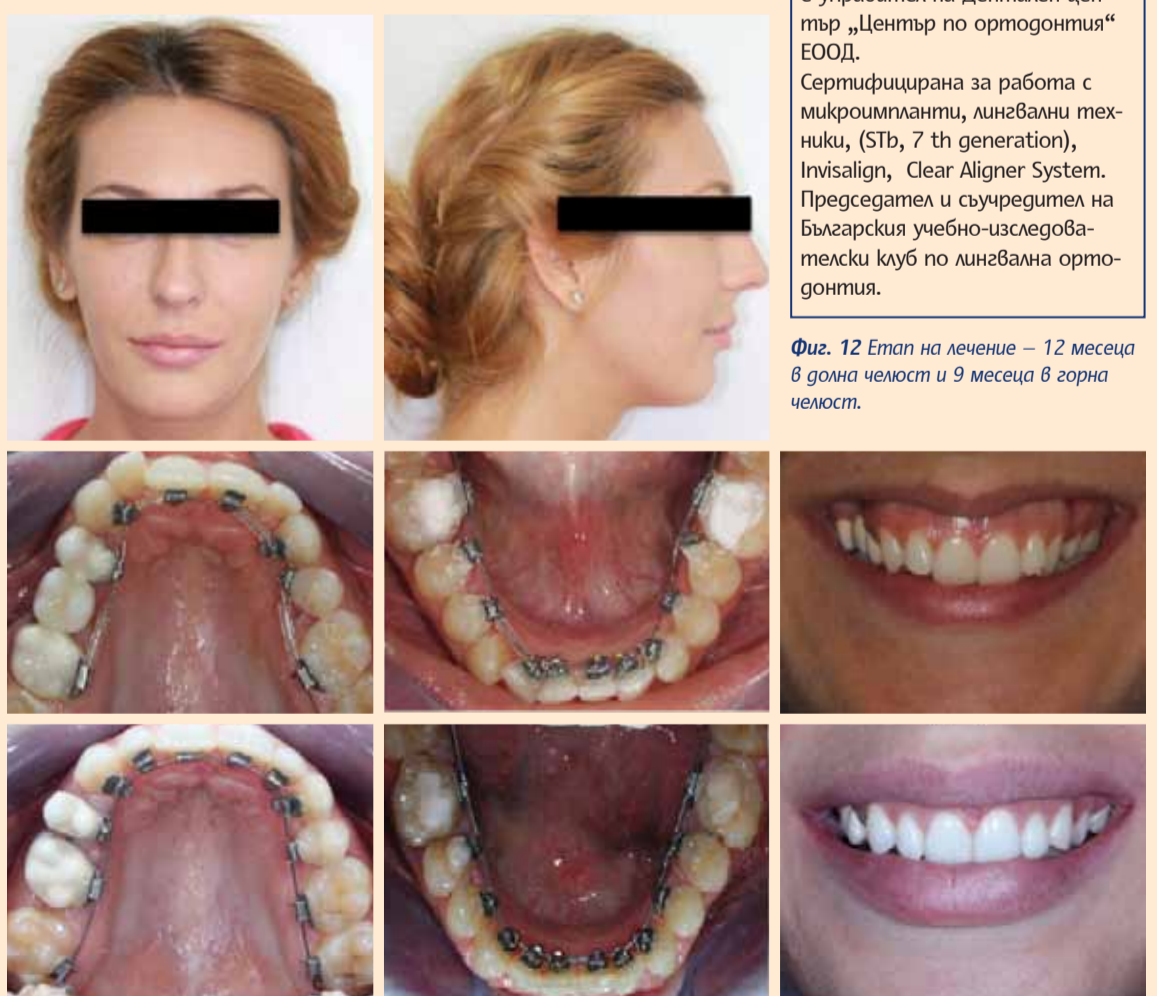 тър „Център по ортодонтия“
ЕООД.
Сертифицирана за работа с
микроимпланти, лингвални тех-
ники, (STb, 7 th generation),
Invisalign, Clear Aligner System.
Председател и съучредител на
Българския учебно-изследова-
телски клуб по лингвална орто-
донтия.
Фиг. 12 Етап на лечение – 12 месеца
в долна челюст и 9 месеца в горна
челюст.